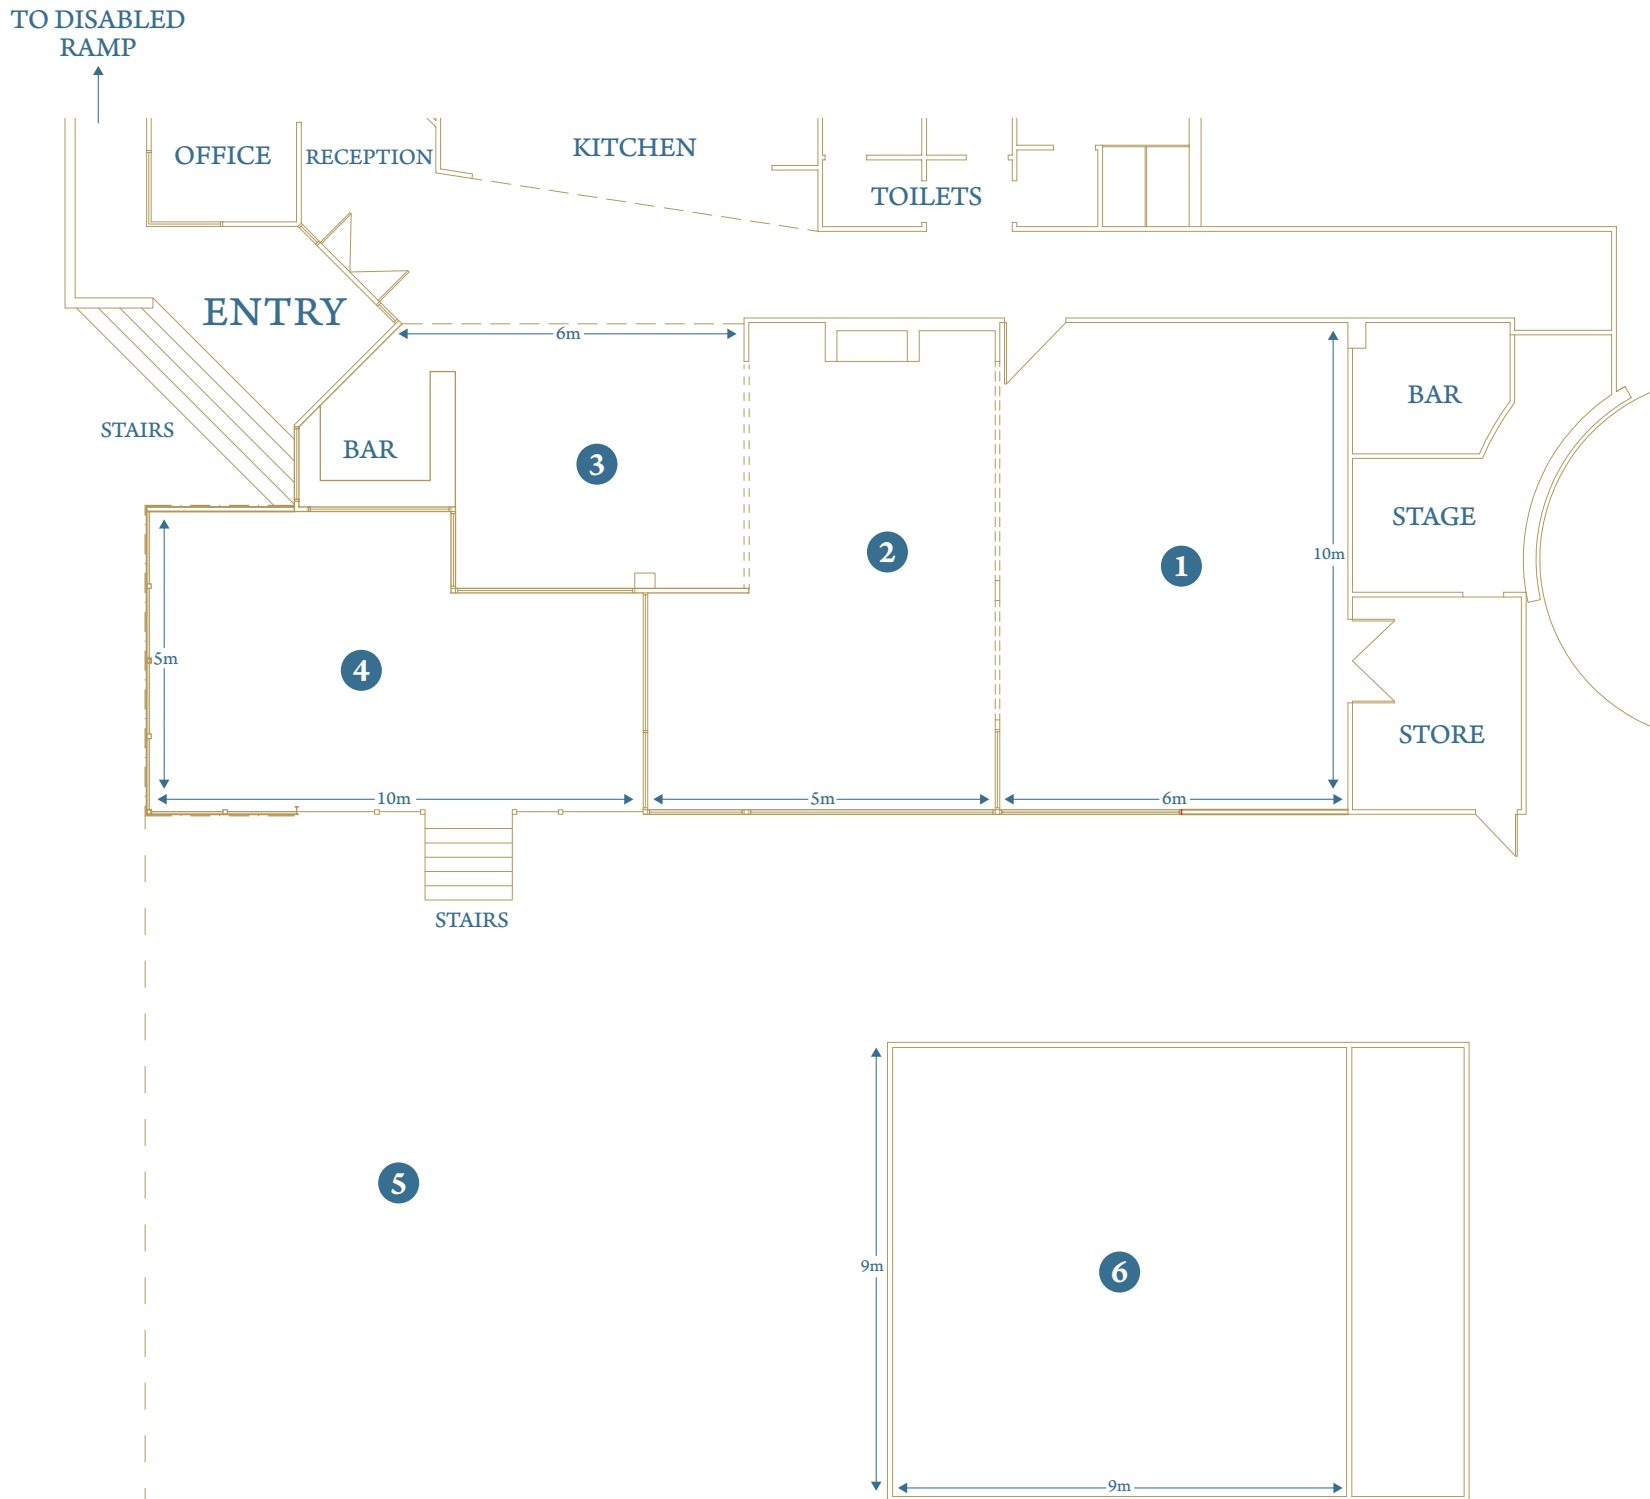 TO DISABLED
RAMP
OFFICE
RECEPTION
KITCHEN
TOILETS
ENTRY
6m
STAIRS
BAR
3
2
1
10m
BAR
STAGE
STORE
5m
4
10m
5m
6m
STAIRS
5
9m
6
9m